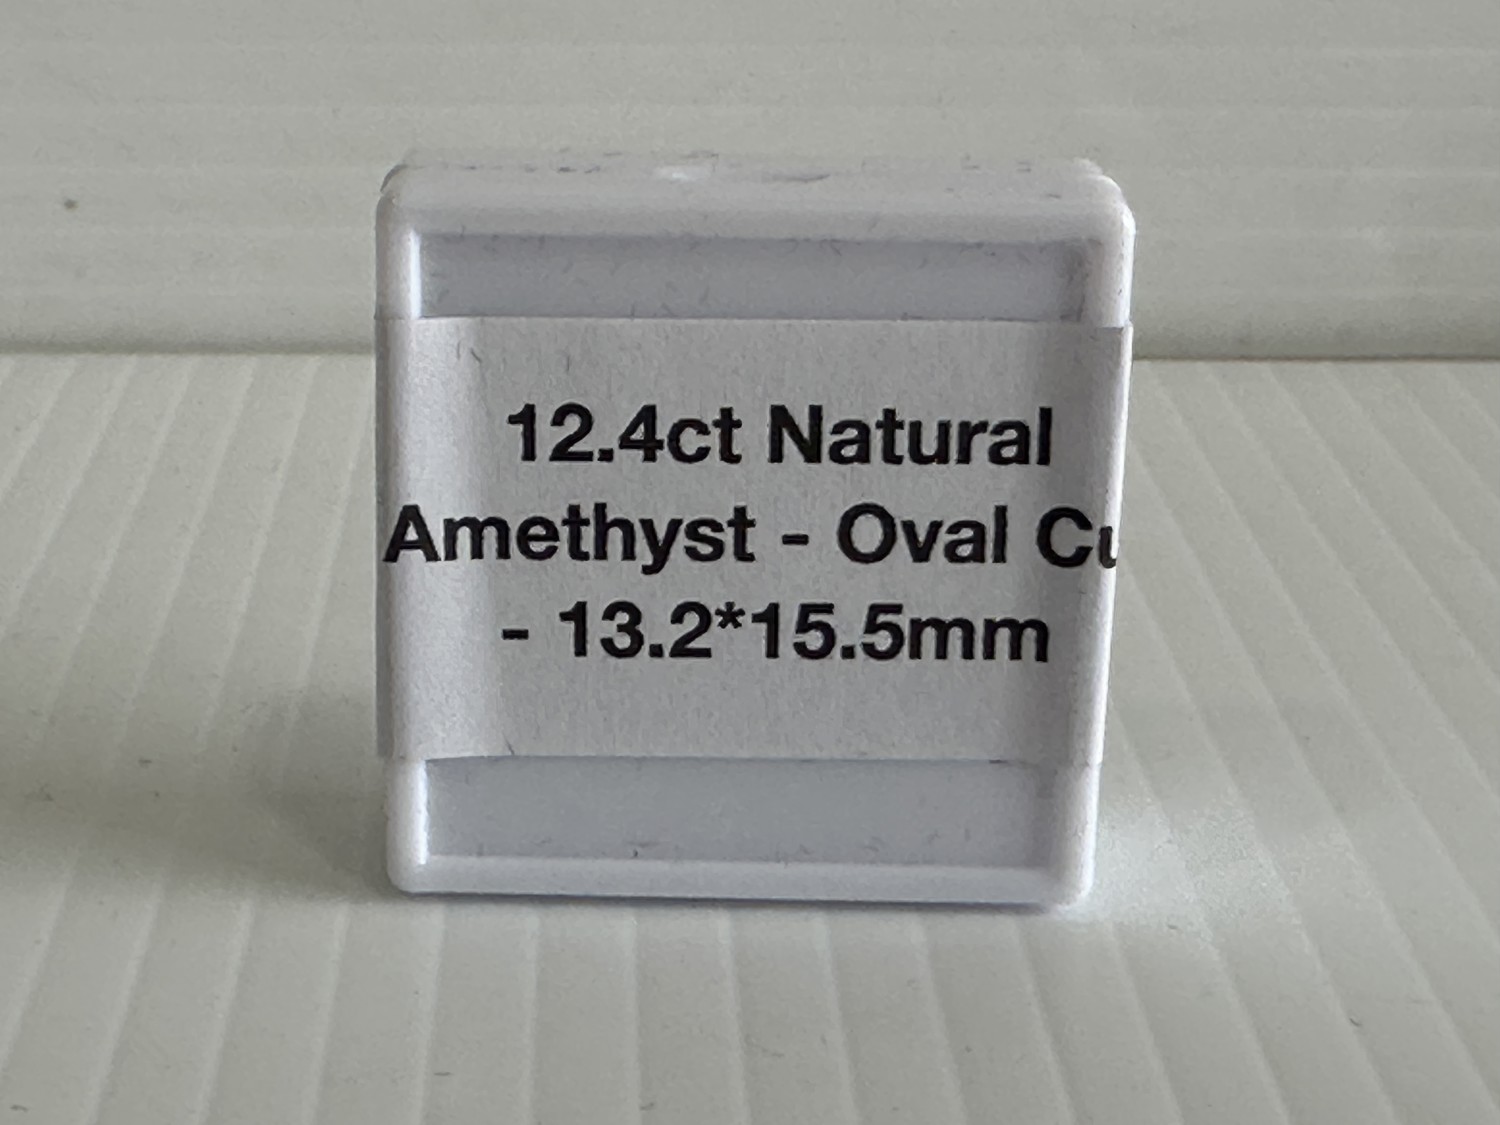 12.4ct Natural
Amethyst - Oval Cu
- 13.2*15.5mm